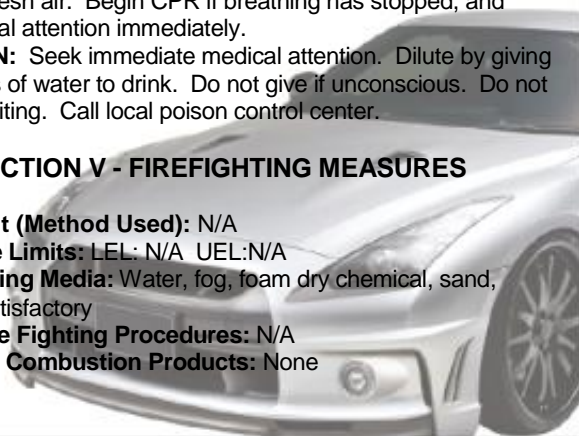 esh air.  Begin CPR if breathing has stopped, and
al attention immediately.
N:  Seek immediate medical attention.  Dilute by giving
s of water to drink.  Do not give if unconscious.  Do not
iting.  Call local poison control center.
CTION V - FIREFIGHTING MEASURES
t (Method Used): N/A
e Limits: LEL: N/A  UEL:N/A
ing Media: Water, fog, foam dry chemical, sand,
tisfactory
e Fighting Procedures: N/A
Combustion Products: None